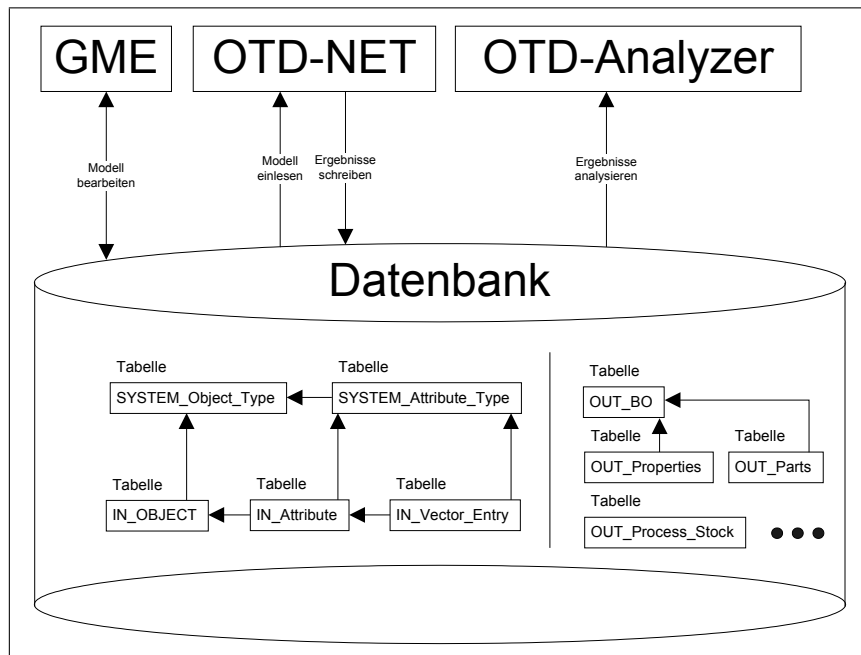 GME
OTD-NET
OTD-Analyzer
Modell
bearbeiten
Modell
einlesen
Ergebnisse
schreiben
Ergebnisse
analysieren
Datenbank
Tabelle
SYSTEM_Object_Type
Tabelle
SYSTEM_Attribute_Type
Tabelle
IN_OBJECT
Tabelle
IN_Attribute
Tabelle
IN_Vector_Entry
Tabelle
OUT_BO
Tabelle
OUT_Properties
Tabelle
OUT_Parts
Tabelle
OUT_Process_Stock